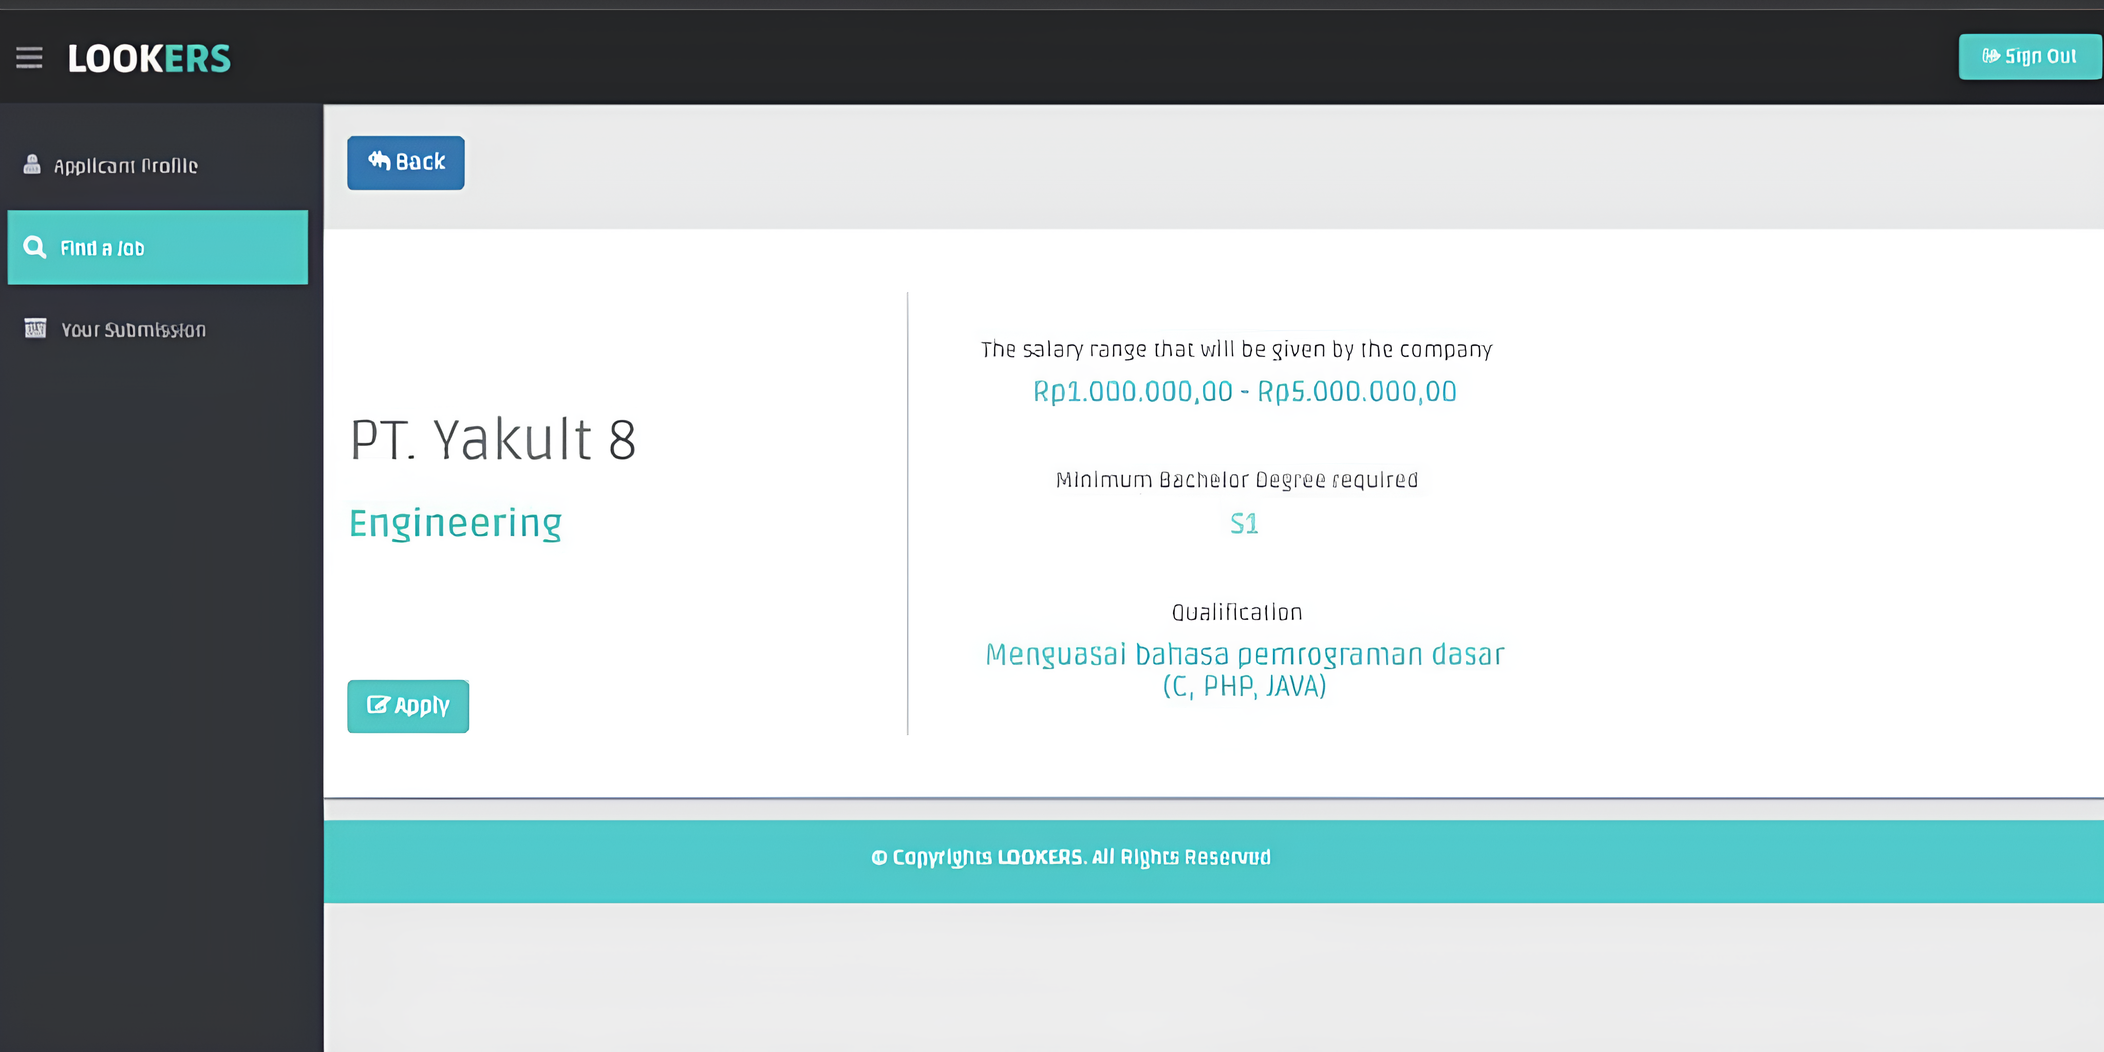 LOOKERS
Sign Out
Applicant Profile
Find a Job
Your Submission
Back
PT. Yakult 8
Engineering
Apply
The salary range that will be given by the company
Rp1.000.000,00 - Rp5.000.000,00
Minimum Bachelor Degree required
S1
Qualification
Menguasai bahasa pemrograman dasar
(C, PHP, JAVA)
© Copyrights LOOKERS. All Rights Reserved